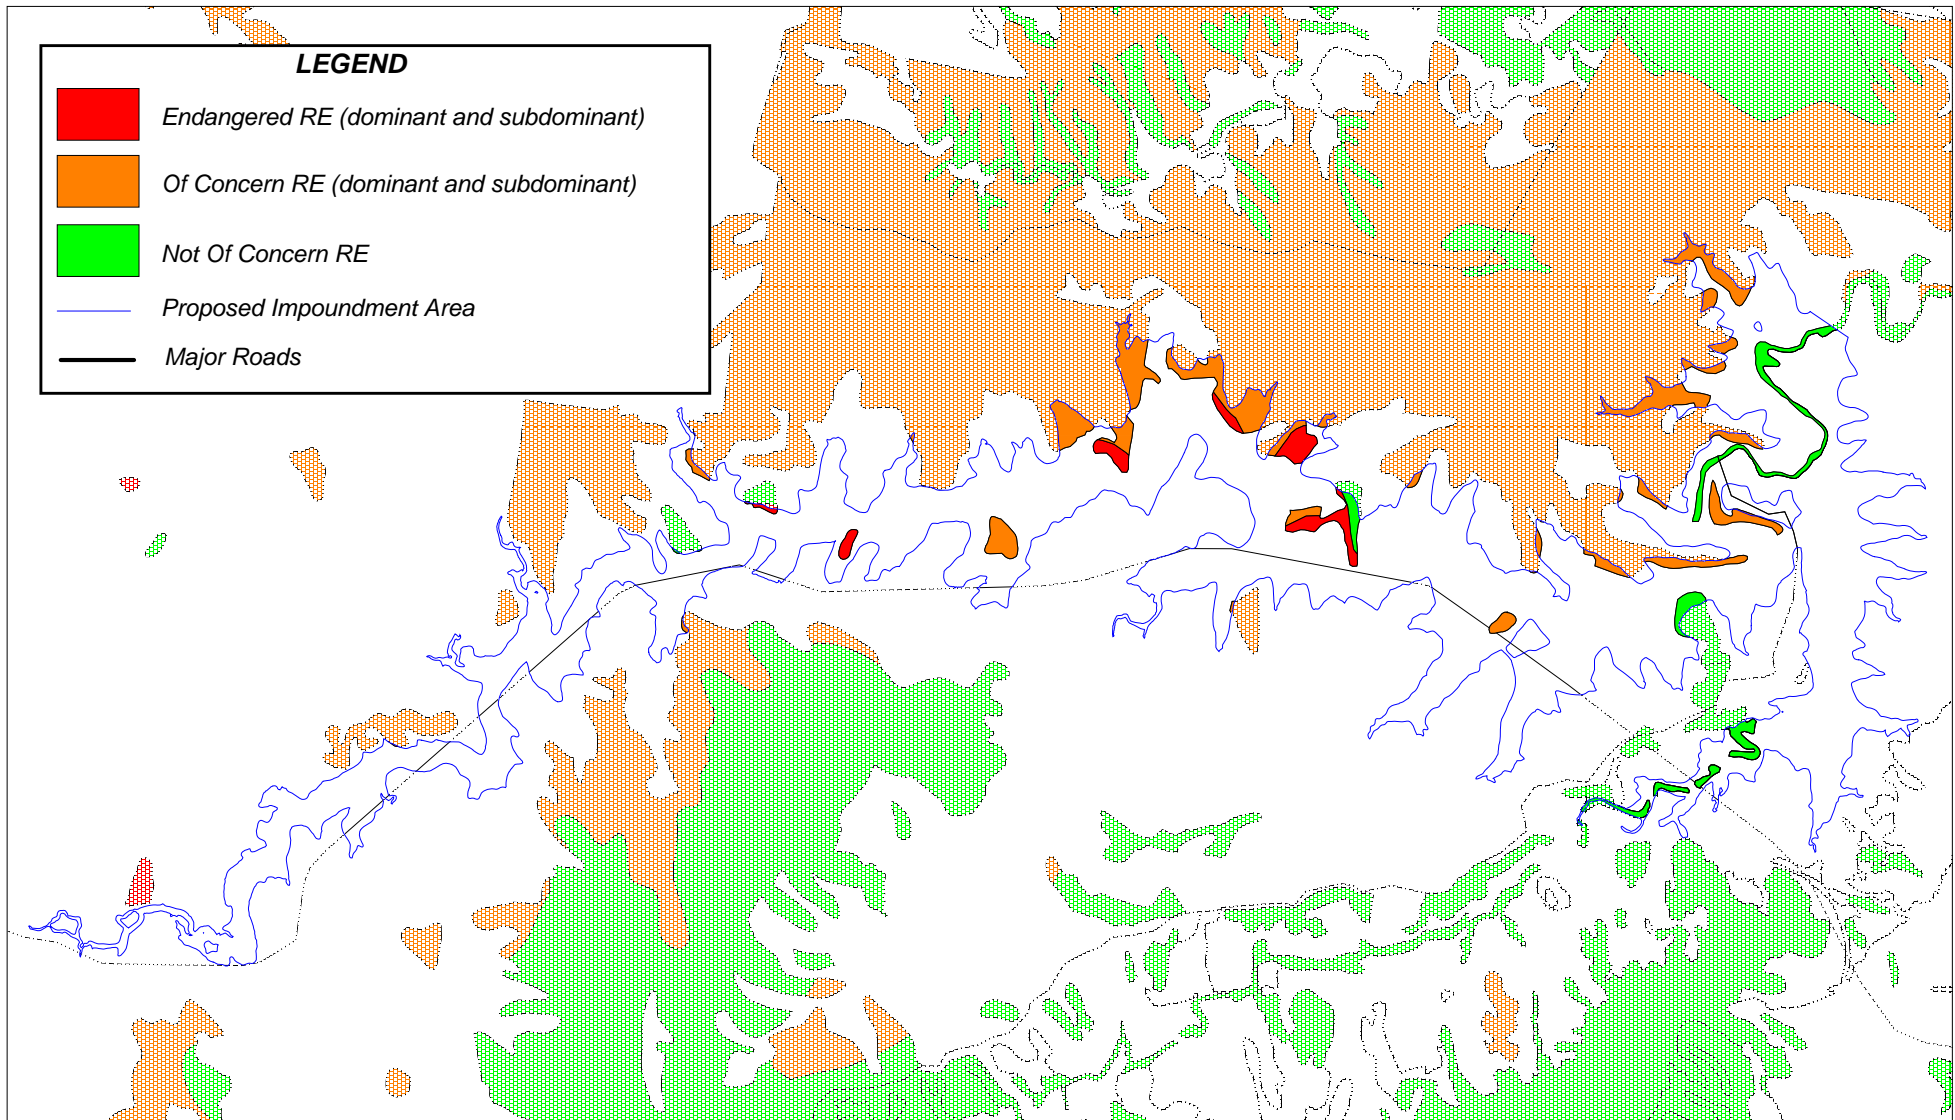 LEGEND
Endangered RE (dominant and subdominant)
Of Concern RE (dominant and subdominant)
Not Of Concern RE
Proposed Impoundment Area
Major Roads